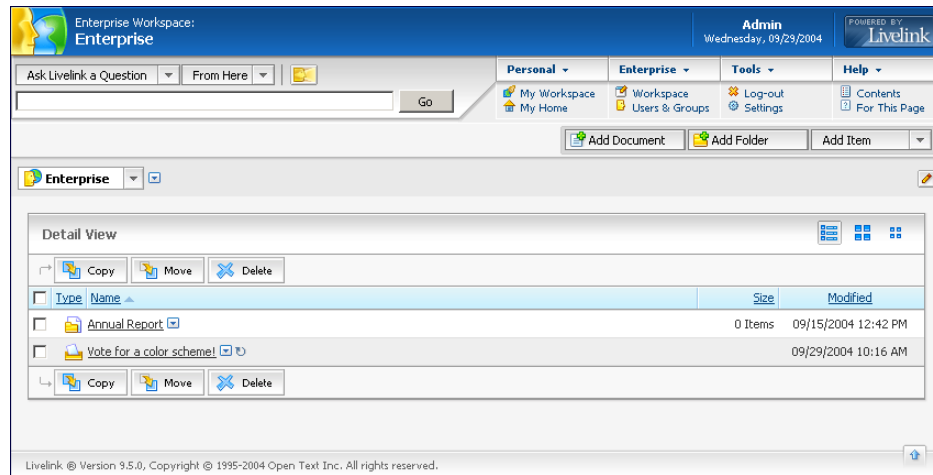 Enterprise Workspace:
Enterprise
Admin
Wednesday, 09/29/2004
POWERED BY
Livelink
Ask Livelink a Question
From Here
Go
Personal
Enterprise
Tools
Help
My Workspace
Workspace
Log-out
Contents
My Home
Users & Groups
Settings
For This Page
Add Document
Add Folder
Add Item
Enterprise
Detail View
Copy Move Delete
Type Name Size Modified
Annual Report 0 Items 09/15/2004 12:42 PM
Vote for a color scheme! 09/29/2004 10:16 AM
Copy Move Delete
Livelink ® Version 9.5.0, Copyright © 1995-2004 Open Text Inc. All rights reserved.